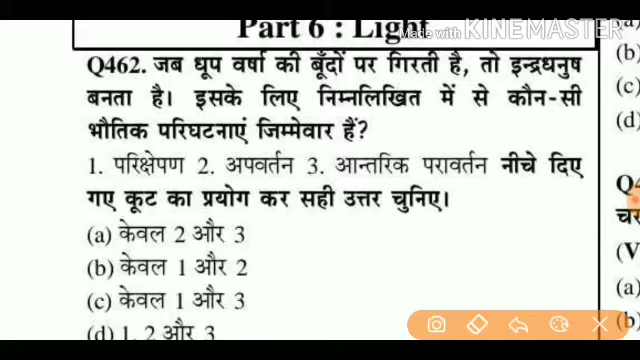 Part 6 : Light
Made with KINEMASTER
Q462. जब धूप वर्षा की बूँदों पर गिरती है, तो इन्द्रधनुष
बनता है। इसके लिए निम्नलिखित में से कौन-सी
भौतिक परिघटनाएं जिम्मेवार हैं?
1. परिक्षेपण 2. अपवर्तन 3. आन्तरिक परावर्तन नीचे दिए
गए कूट का प्रयोग कर सही उत्तर चुनिए।
(a) केवल 2 और 3
(b) केवल 1 और 2
(c) केवल 1 और 3
(d) 1, 2 और 3
(b)
(c)
(d)
(V
(a)
(b)